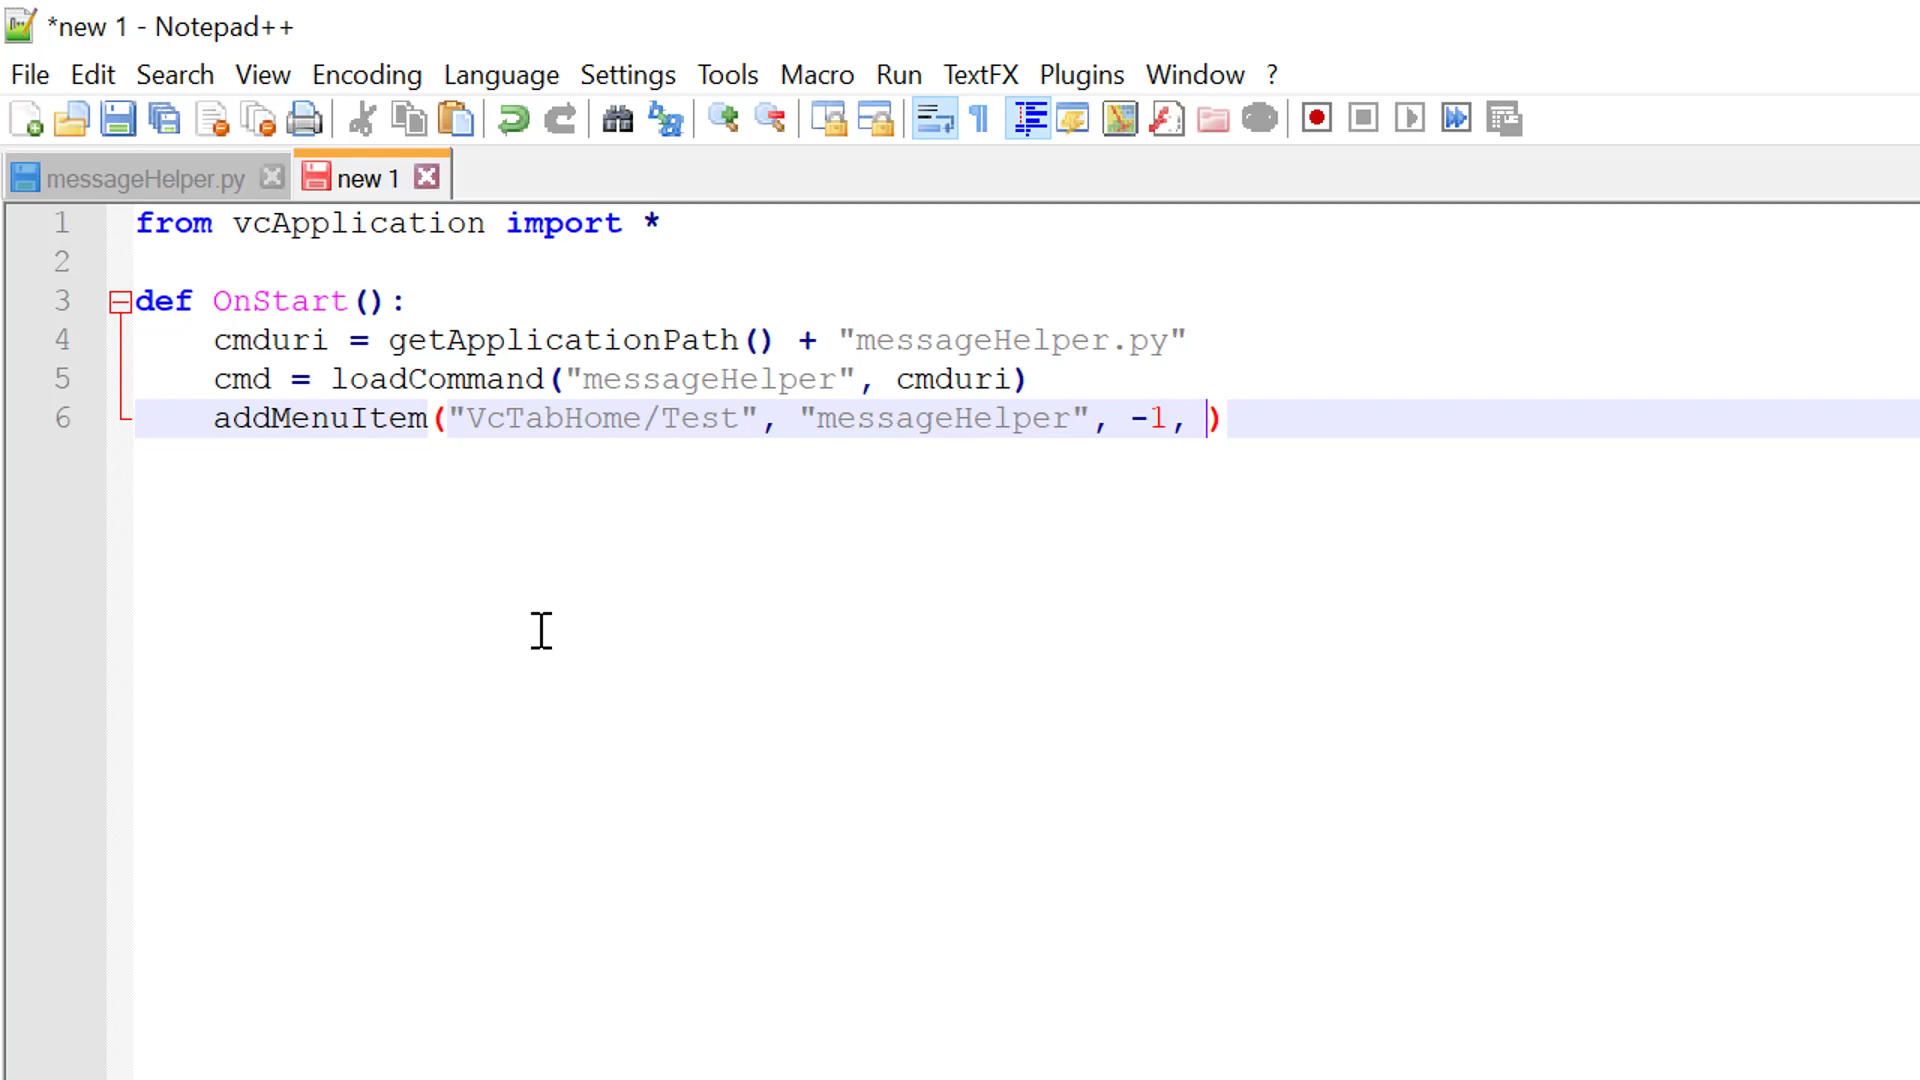 *new 1 - Notepad++
File Edit Search View Encoding Language Settings Tools Macro Run TextFX Plugins Window ?
messageHelper.py new 1
1 from vcApplication import *
2
3 def OnStart():
4 cmduri = getApplicationPath() + "messageHelper.py"
5 cmd = loadCommand("messageHelper", cmduri)
6 addMenuItem("VcTabHome/Test", "messageHelper", -1, )